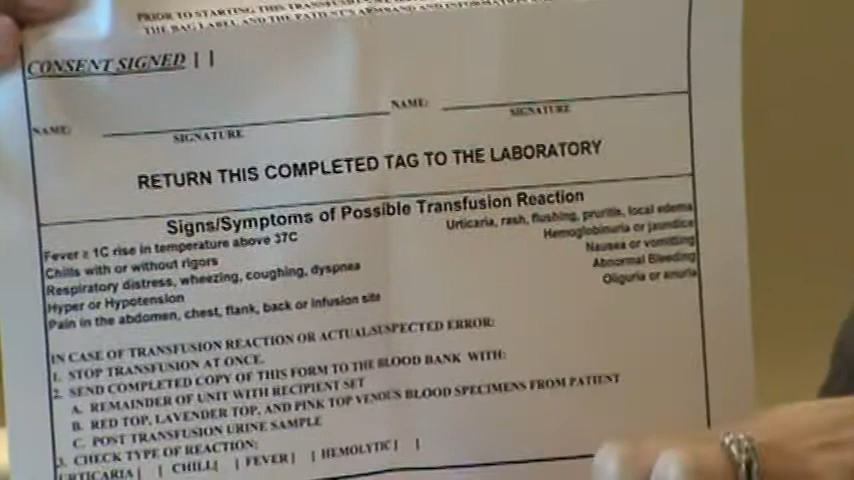 PRIOR TO STARTING THIS TRANSFUSION
THE BAG LABEL AND THE PATIENT'S ARMBAND AND INFORMATION
CONSENT SIGNED | |
NAME: SIGNATURE NAME: SIGNATURE
RETURN THIS COMPLETED TAG TO THE LABORATORY
Signs/Symptoms of Possible Transfusion Reaction
Fever ≥ 1C rise in temperature above 37C
Chills with or without rigors
Respiratory distress, wheezing, coughing, dyspnea
Hyper or Hypotension
Pain in the abdomen, chest, flank, back or infusion site
Urticaria, rash, flushing, pruritis, local edema
Hemoglobinuria or jaundice
Nausea or vomitting
Abnormal Bleeding
Oliguria or anuria
IN CASE OF TRANSFUSION REACTION OR ACTUAL/SUSPECTED ERROR:
1. STOP TRANSFUSION AT ONCE.
2. SEND COMPLETED COPY OF THIS FORM TO THE BLOOD BANK WITH:
A. REMAINDER OF UNIT WITH RECIPIENT SET
B. RED TOP, LAVENDER TOP, AND PINK TOP VENOUS BLOOD SPECIMENS FROM PATIENT
C. POST TRANSFUSION URINE SAMPLE
3. CHECK TYPE OF REACTION:
URTICARIA | | CHILL | | FEVER | | HEMOLYTIC | |